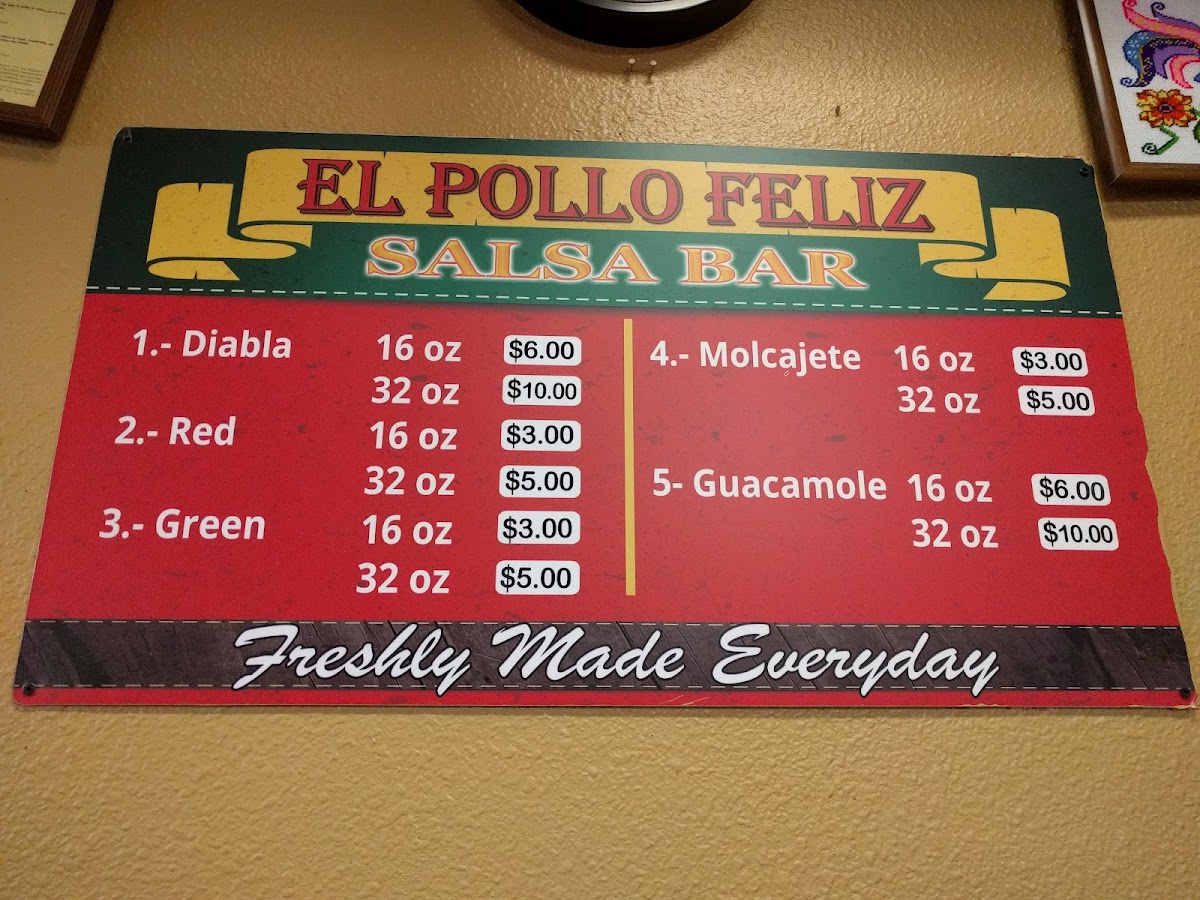 EL POLLO FELIZ
SALSA BAR
1.- Diabla 16 oz $6.00
32 oz $10.00
2.- Red 16 oz $3.00
32 oz $5.00
3.- Green 16 oz $3.00
32 oz $5.00
4.- Molcajete 16 oz $3.00
32 oz $5.00
5- Guacamole 16 oz $6.00
32 oz $10.00
Freshly Made Everyday